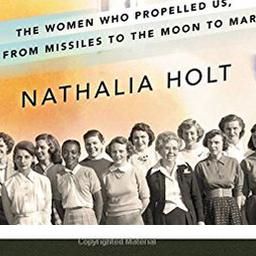 THE WOMEN WHO PROPELLED US,
FROM MISSILES TO THE MOON TO MAR
NATHALIA HOLT
Copyrighted Material